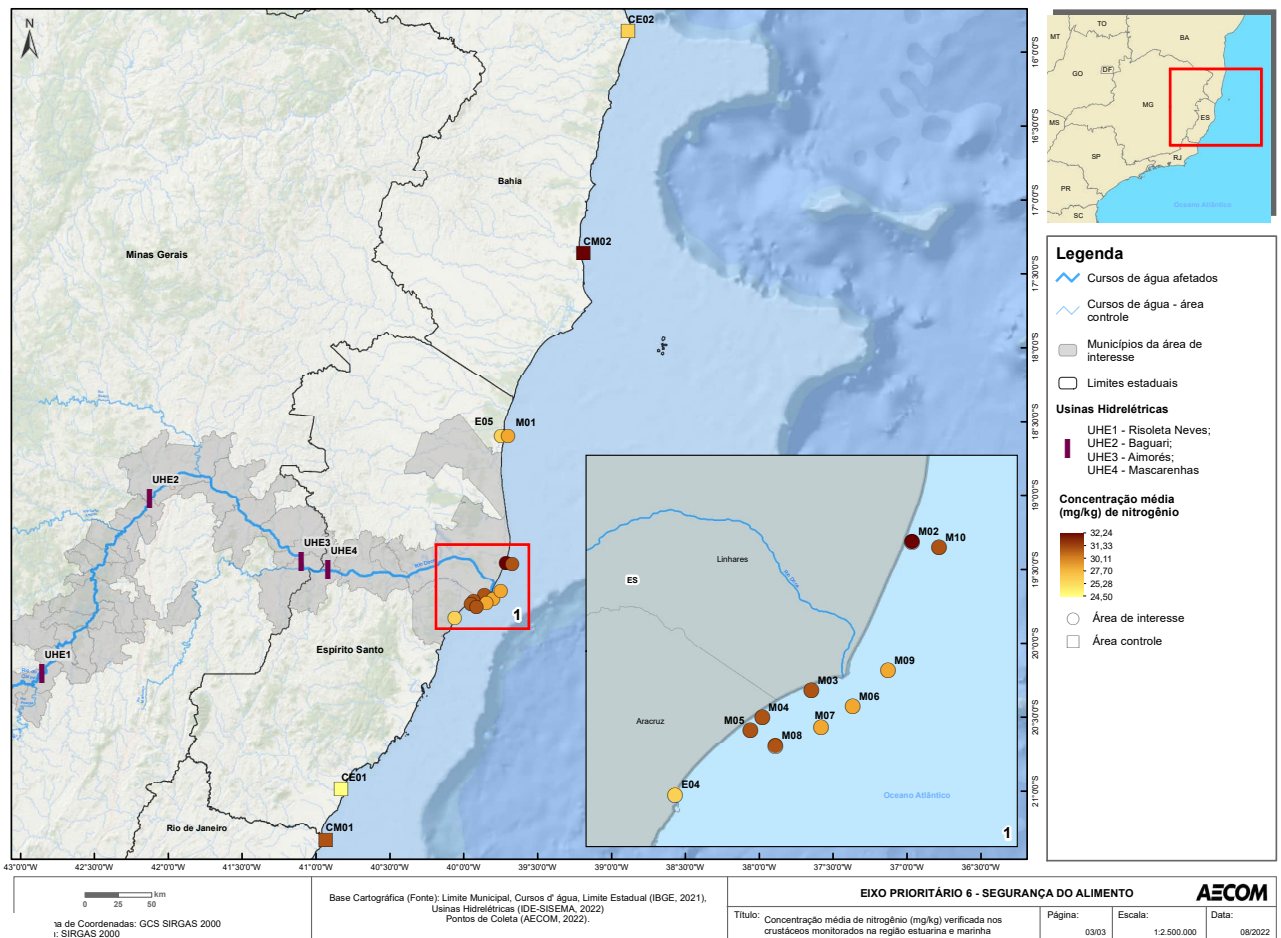 N
CE02
Bahia
CM02
Minas Gerais
E05
M01
UHE2
UHE3
UHE4
UHE1
Rio Doce
1
Espírito Santo
CE01
CM01
Rio de Janeiro
16°0'0"S
16°30'0"S
17°0'0"S
17°30'0"S
18°0'0"S
18°30'0"S
19°0'0"S
19°30'0"S
20°0'0"S
20°30'0"S
21°0'0"S
43°0'0"W
42°30'0"W
42°0'0"W
41°30'0"W
41°0'0"W
40°30'0"W
40°0'0"W
39°30'0"W
39°0'0"W
38°30'0"W
38°0'0"W
37°30'0"W
37°0'0"W
36°30'0"W
M02
M10
Linhares
ES
Rio Doce
M09
M03
M06
M04
M07
M05
M08
Aracruz
E04
Oceano Atlântico
1
TO
MT
BA
GO
DF
MG
MS
ES
SP
RJ
PR
SC
Oceano Atlântico
Legenda
Cursos de água afetados
Cursos de água - área
controle
Municípios da área de
interesse
Limites estaduais
Usinas Hidrelétricas
UHE1 - Risoleta Neves;
UHE2 - Baguari;
UHE3 - Aimorés;
UHE4 - Mascarenhas
Concentração média
(mg/kg) de nitrogênio
32,24
31,33
27,70
25,28
24,50
Área de interesse
Área controle
km
0 25 50
na de Coordenadas: GCS SIRGAS 2000
: SIRGAS 2000
Base Cartográfica (Fonte): Limite Municipal, Cursos d' água, Limite Estadual (IBGE, 2021),
Usinas Hidrelétricas (IDE-SISEMA, 2022)
Pontos de Coleta (AECOM, 2022).
EIXO PRIORITÁRIO 6 - SEGURANÇA DO ALIMENTO
AECOM
Título: Concentração média de nitrogênio (mg/kg) verificada nos
crustáceos monitorados na região estuarina e marinha
Página:
03/03
Escala:
1:2.500.000
Data:
08/2022